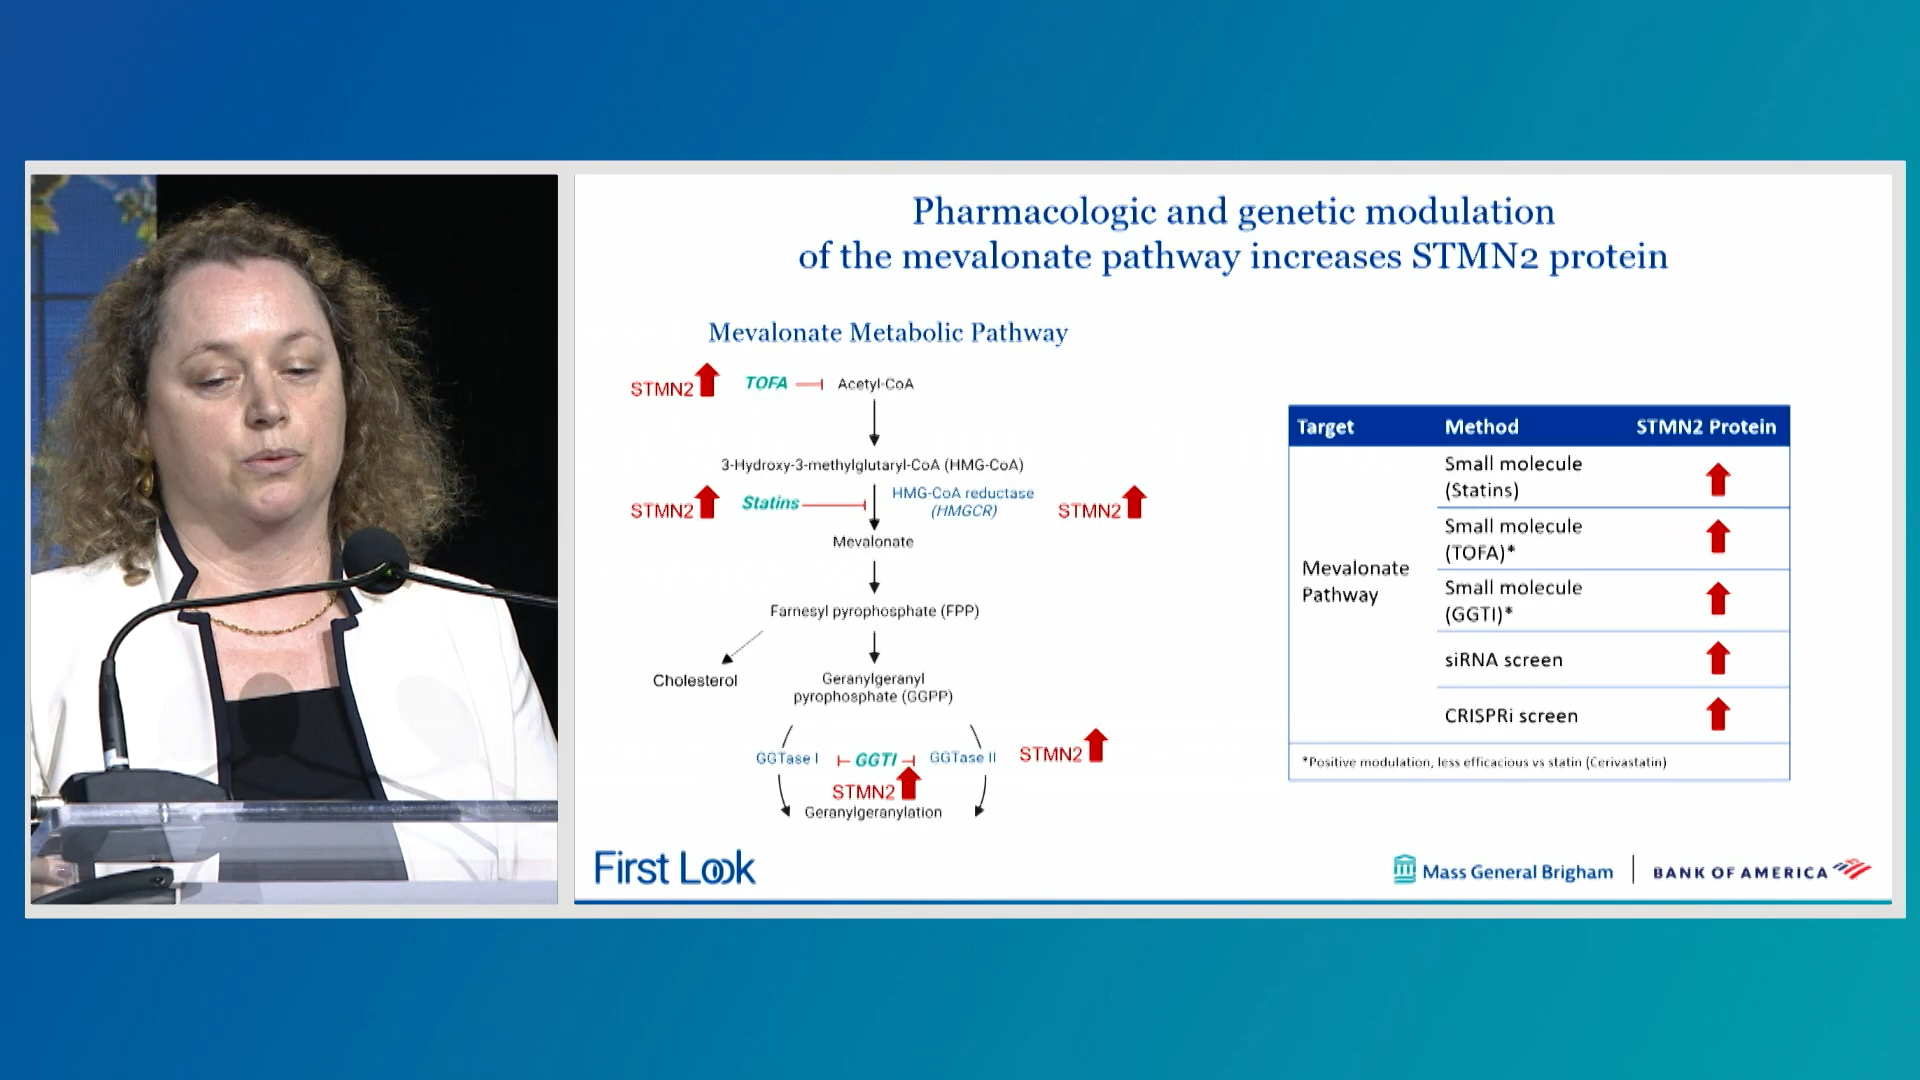 Pharmacologic and genetic modulation
of the mevalonate pathway increases STMN2 protein
Mevalonate Metabolic Pathway
STMN2 TOFA Acetyl-CoA
3-Hydroxy-3-methylglutaryl-CoA (HMG-CoA)
STMN2 Statins HMG-CoA reductase
(HMGCR) STMN2
Mevalonate
Farnesyl pyrophosphate (FPP)
Cholesterol
Geranylgeranyl
pyrophosphate (GGPP)
GGTase I GGTI GGTase II STMN2
STMN2
Geranylgeranylation
Target Method STMN2 Protein
Mevalonate
Pathway
Small molecule
(Statins)
Small molecule
(TOFA)*
Small molecule
(GGTI)*
siRNA screen
CRISPRi screen
*Positive modulation, less efficacious vs statin (Cerivastatin)
First Look
Mass General Brigham
BANK OF AMERICA